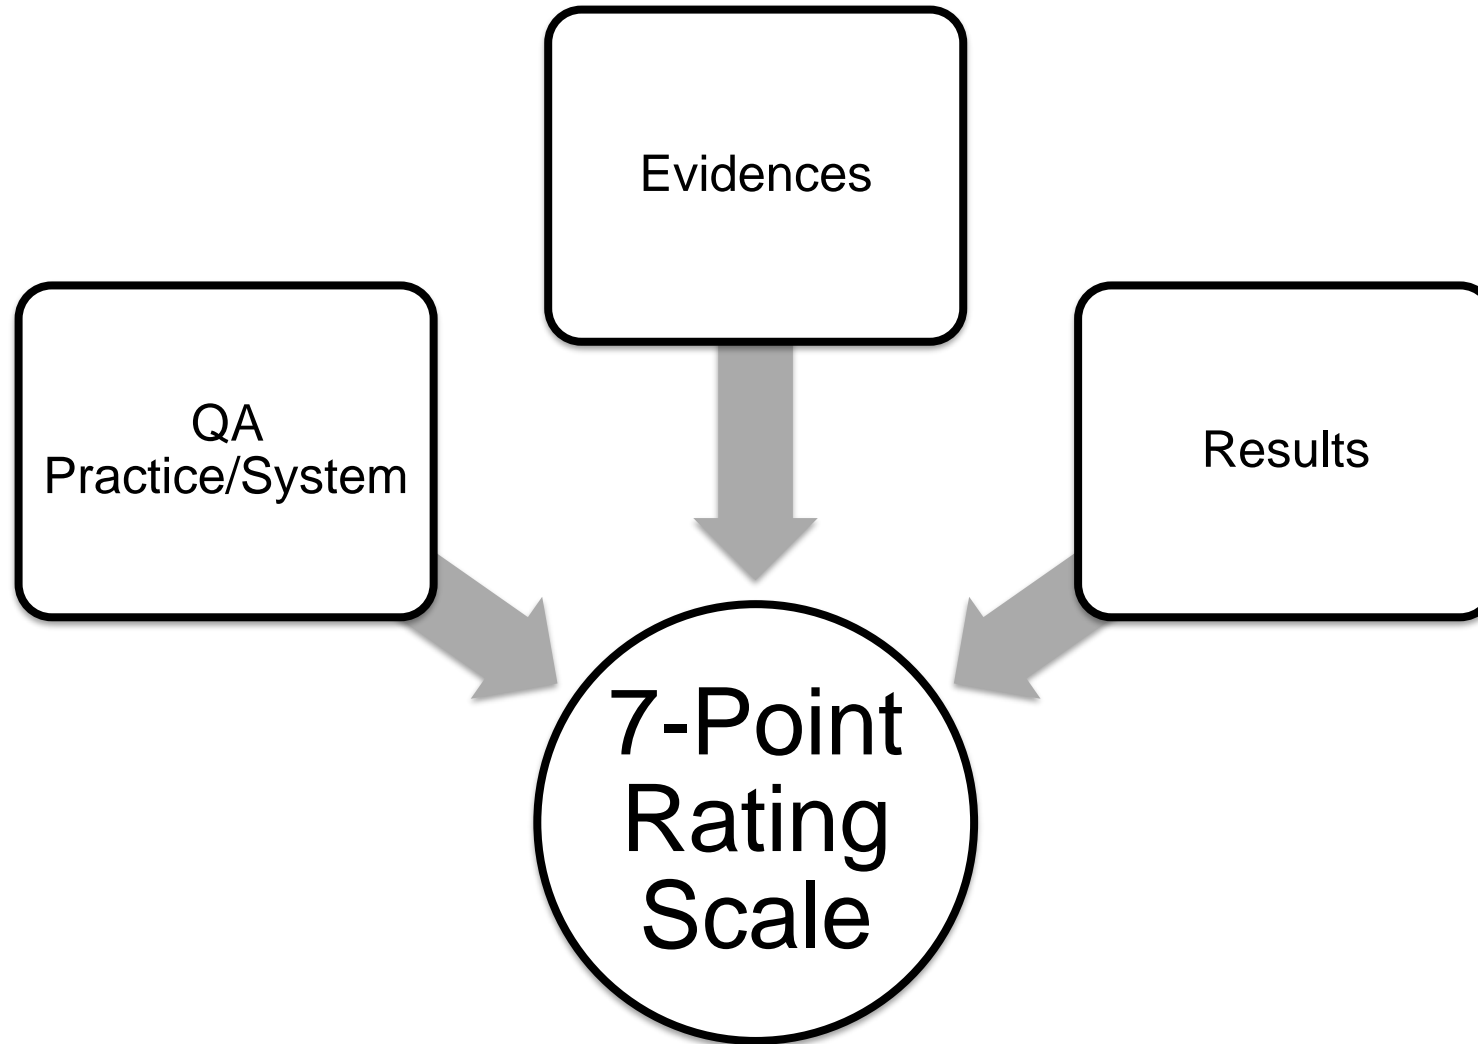 Evidences
QA
Practice/System
Results
7-Point
Rating
Scale